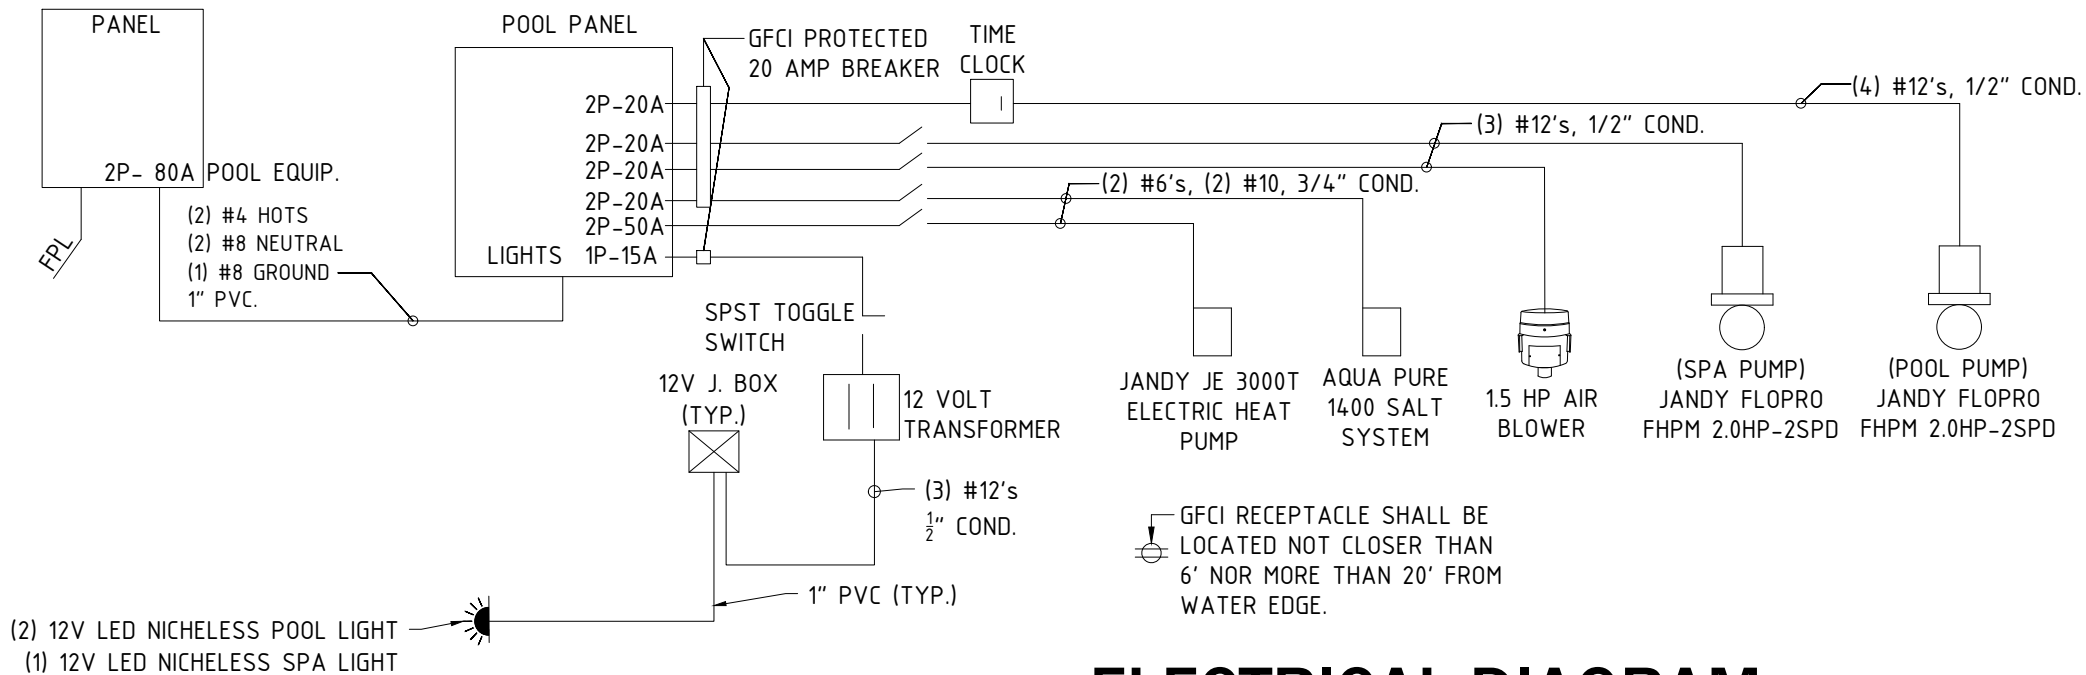 PANEL
2P- 80A POOL EQUIP.
FPL
(2) #4 HOTS
(2) #8 NEUTRAL
(1) #8 GROUND
1" PVC.
POOL PANEL
2P-20A
2P-20A
2P-20A
2P-20A
2P-50A
LIGHTS 1P-15A
GFCI PROTECTED
20 AMP BREAKER
TIME
CLOCK
(4) #12's, 1/2" COND.
(3) #12's, 1/2" COND.
(2) #6's, (2) #10, 3/4" COND.
SPST TOGGLE
SWITCH
12V J. BOX
(TYP.)
12 VOLT
TRANSFORMER
(3) #12's
1/2" COND.
1" PVC (TYP.)
(2) 12V LED NICHELESS POOL LIGHT
(1) 12V LED NICHELESS SPA LIGHT
JANDY JE 3000T
ELECTRIC HEAT
PUMP
AQUA PURE
1400 SALT
SYSTEM
1.5 HP AIR
BLOWER
(SPA PUMP)
JANDY FLOPRO
FHPM 2.0HP-2SPD
(POOL PUMP)
JANDY FLOPRO
FHPM 2.0HP-2SPD
GFCI RECEPTACLE SHALL BE
LOCATED NOT CLOSER THAN
6' NOR MORE THAN 20' FROM
WATER EDGE.
ELECTRICAL DIAGRAM